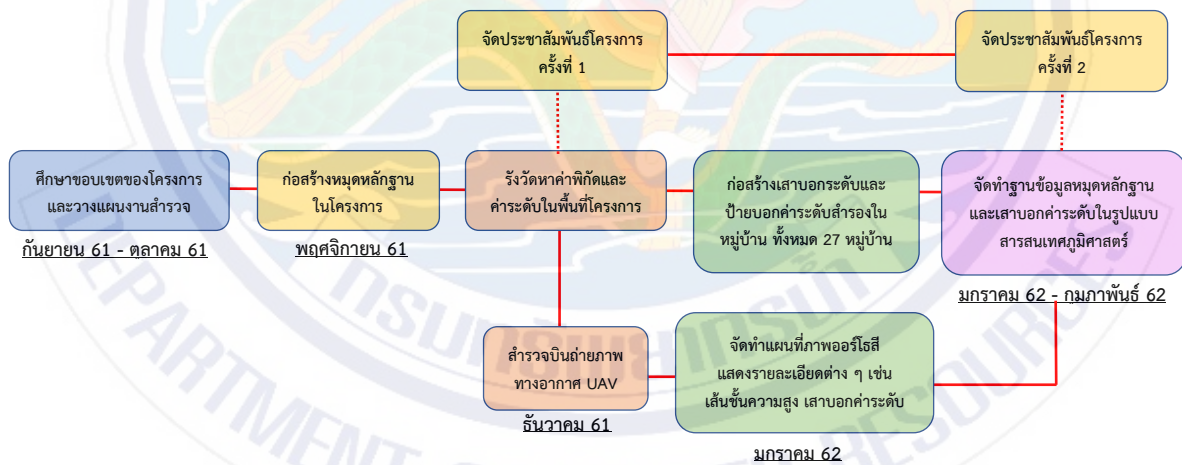 จัดประชาสัมพันธ์โครงการ
ครั้งที่ 1
จัดประชาสัมพันธ์โครงการ
ครั้งที่ 2
ศึกษาขอบเขตของโครงการ
และวางแผนงานสำรวจ
กันยายน 61 - ตุลาคม 61
ก่อสร้างหมุดหลักฐาน
ในโครงการ
พฤศจิกายน 61
รังวัดหาค่าพิกัดและ
ค่าระดับในพื้นที่โครงการ
ก่อสร้างเสาบอกระดับและ
ป้ายบอกค่าระดับสำรองใน
หมู่บ้าน ทั้งหมด 27 หมู่บ้าน
จัดทำฐานข้อมูลหมุดหลักฐาน
และเสาบอกค่าระดับในรูปแบบ
สารสนเทศภูมิศาสตร์
มกราคม 62 - กุมภาพันธ์ 62
สำรวจบินถ่ายภาพ
ทางอากาศ UAV
ธันวาคม 61
จัดทำแผนที่ภาพออร์โธสี
แสดงรายละเอียดต่าง ๆ เช่น
เส้นชั้นความสูง เสาบอกค่าระดับ
มกราคม 62
กรมทรัพยากรน้ำ
DEPARTMENT OF WATER RESOURCES